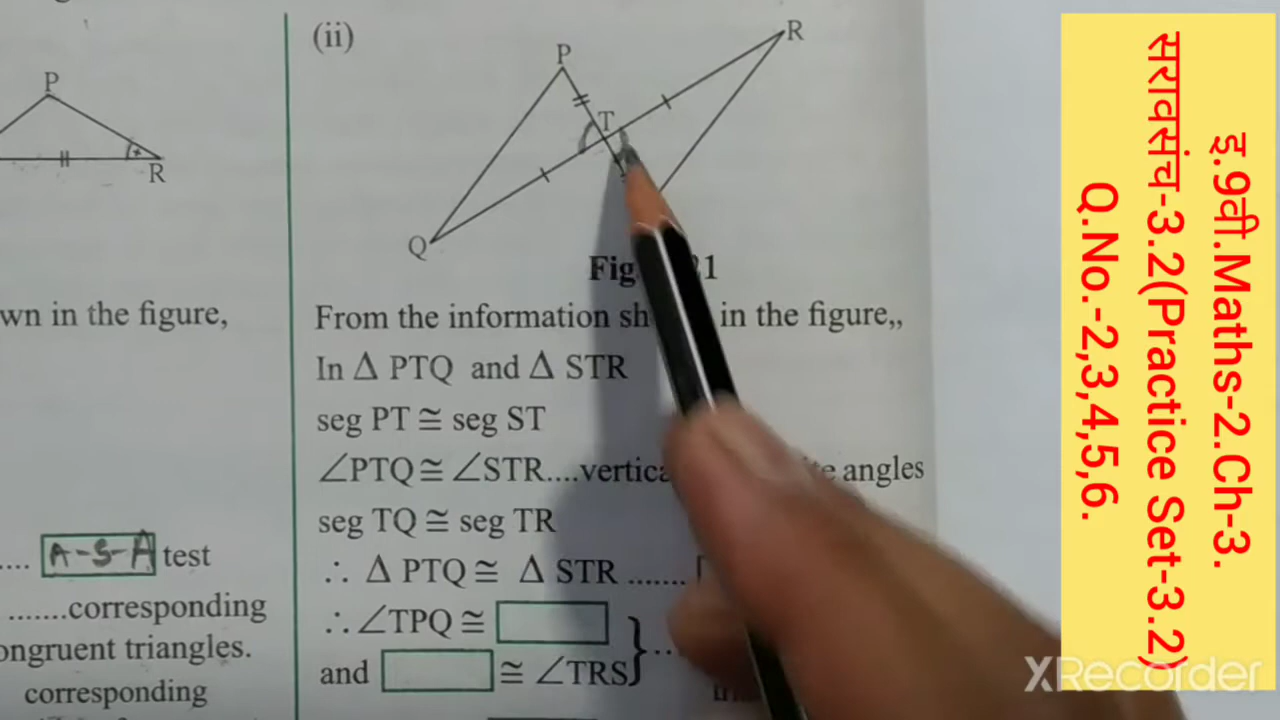 (ii)
P
R
P
T
R
Q
Fig 21
wn in the figure,
From the information sh in the figure,,
In Δ PTQ and Δ STR
seg PT ≅ seg ST
∠PTQ ≅ ∠STR....vertica angles
seg TQ ≅ seg TR
.... A-S-A test
∴ Δ PTQ ≅ Δ STR .......
.......corresponding
∴ ∠TPQ ≅
ongruent triangles.
and ≅ ∠TRS
corresponding
इ.9वी.Maths-2.Ch-3.
सरावसंच-3.2(Practice Set-3.2)
Q.No.-2,3,4,5,6.
XRecorder